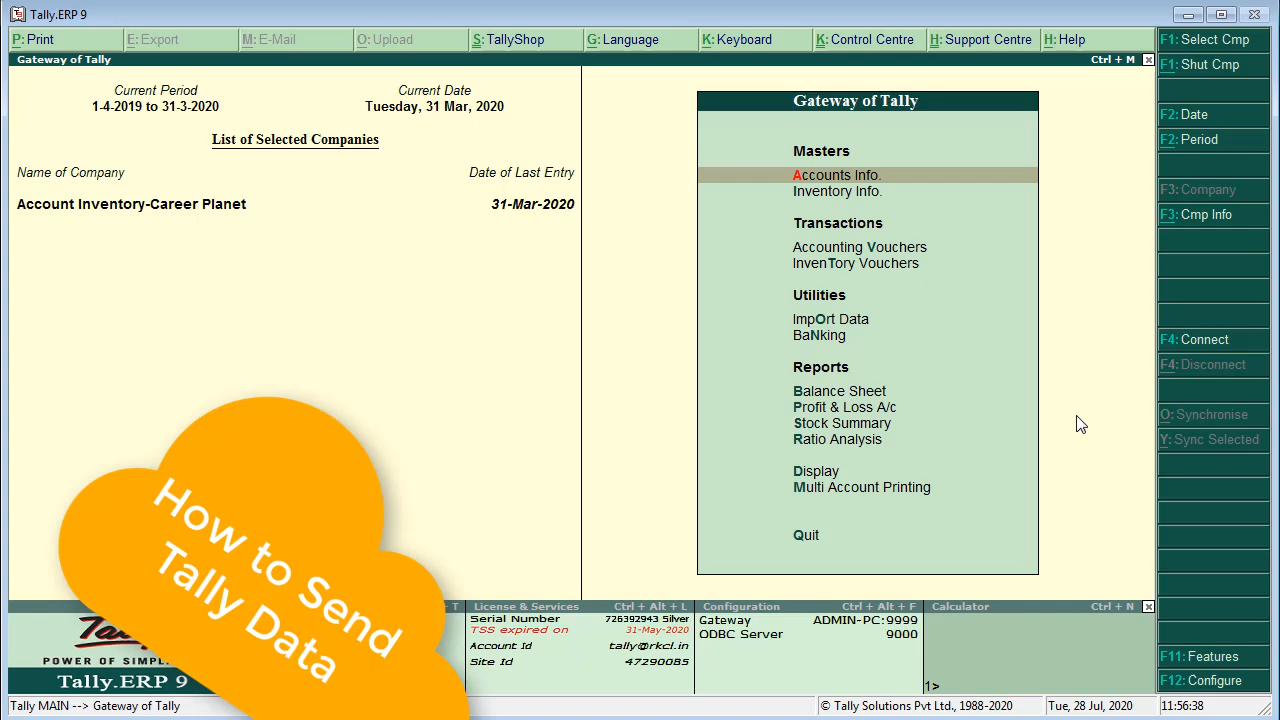 Tally.ERP 9
P: Print
E: Export
M: E-Mail
O: Upload
S: TallyShop
G: Language
K: Keyboard
K: Control Centre
H: Support Centre
H: Help
Gateway of Tally
Ctrl + M
Current Period
1-4-2019 to 31-3-2020
Current Date
Tuesday, 31 Mar, 2020
List of Selected Companies
Name of Company
Date of Last Entry
Account Inventory-Career Planet
31-Mar-2020
Gateway of Tally
Masters
Accounts Info.
Inventory Info.
Transactions
Accounting Vouchers
InvenTory Vouchers
Utilities
ImpOrt Data
BaNking
Reports
Balance Sheet
Profit & Loss A/c
Stock Summary
Ratio Analysis
Display
Multi Account Printing
Quit
F1: Select Cmp
F1: Shut Cmp
F2: Date
F2: Period
F3: Company
F3: Cmp Info
F4: Connect
F4: Disconnect
O: Synchronise
Y: Sync Selected
F11: Features
F12: Configure
How to Send
Tally Data
POWER OF SIMPL
Tally.ERP 9
License & Services
Ctrl + Alt + L
Serial Number
726392943 Silver
TSS expired on
31-May-2020
Account Id
tally@rkcl.in
Site Id
47290085
Configuration
Ctrl + Alt + F
Gateway
ADMIN-PC:9999
ODBC Server
9000
Calculator
Ctrl + N
1>
Tally MAIN --> Gateway of Tally
© Tally Solutions Pvt Ltd., 1988-2020
Tue, 28 Jul, 2020
11:56:38